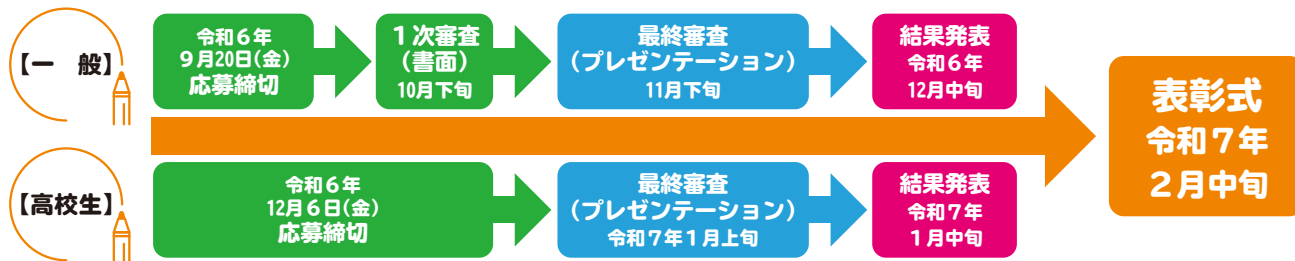 【一 般】
令和6年
9月20日(金)
応募締切
1次審査
(書面)
10月下旬
最終審査
(プレゼンテーション)
11月下旬
結果発表
令和6年
12月中旬
【高校生】
令和6年
12月6日(金)
応募締切
最終審査
(プレゼンテーション)
令和7年1月上旬
結果発表
令和7年
1月中旬
表彰式
令和7年
2月中旬